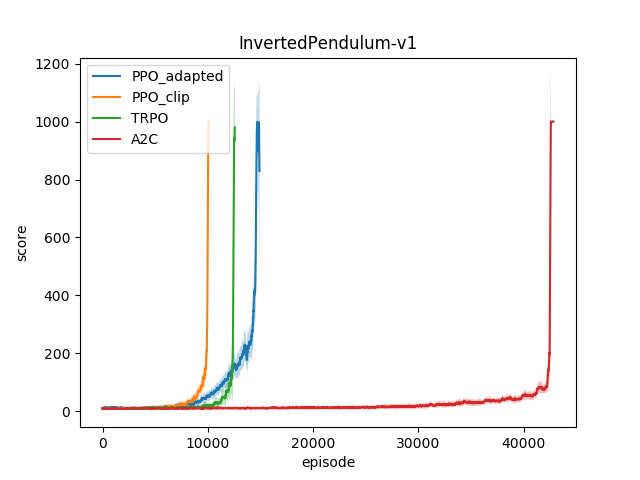 InvertedPendulum-v1
1200
1000
800
600
400
200
0
score
PPO_adapted
PPO_clip
TRPO
A2C
0 10000 20000 30000 40000
episode